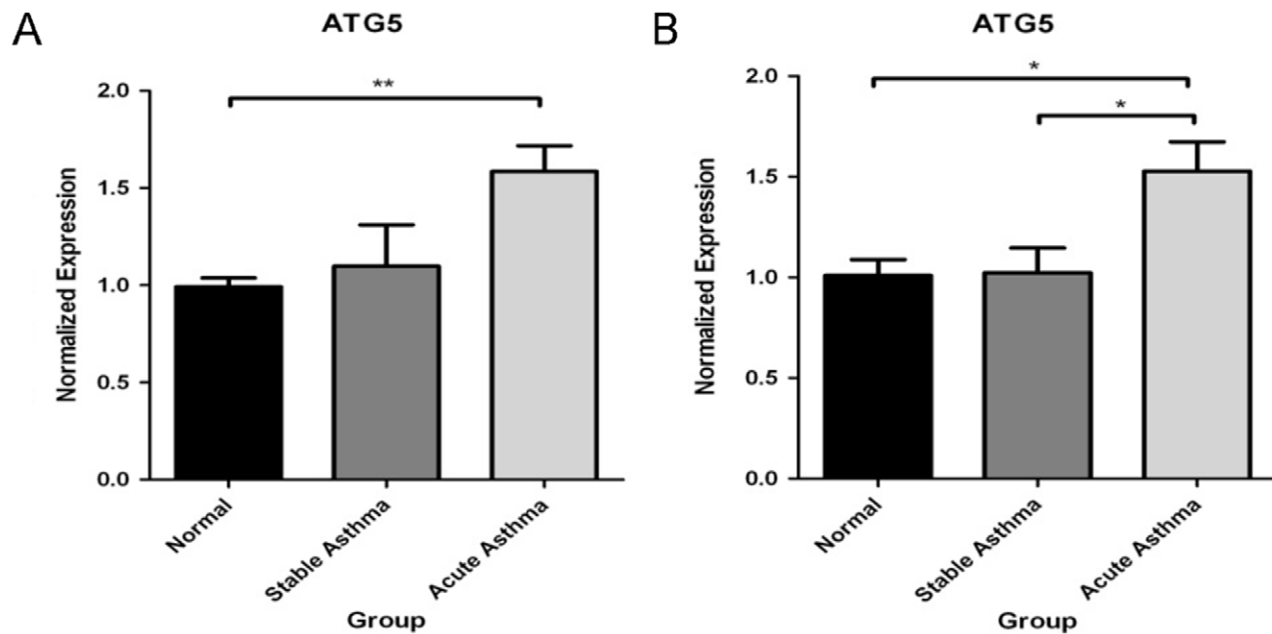 A
ATG5
**
2.0
1.5
1.0
0.5
0.0
Normalized Expression
Normal
Stable Asthma
Acute Asthma
Group
B
ATG5
*
*
2.0
1.5
1.0
0.5
0.0
Normalized Expression
Normal
Stable Asthma
Acute Asthma
Group